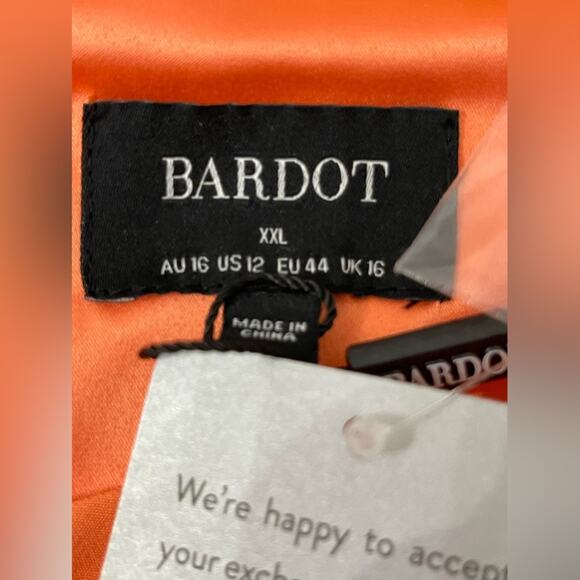 BARDOT
XXL
AU 16 US 12 EU 44 UK 16
MADE IN
CHINA
BARDO
We're happy to accept
your exch